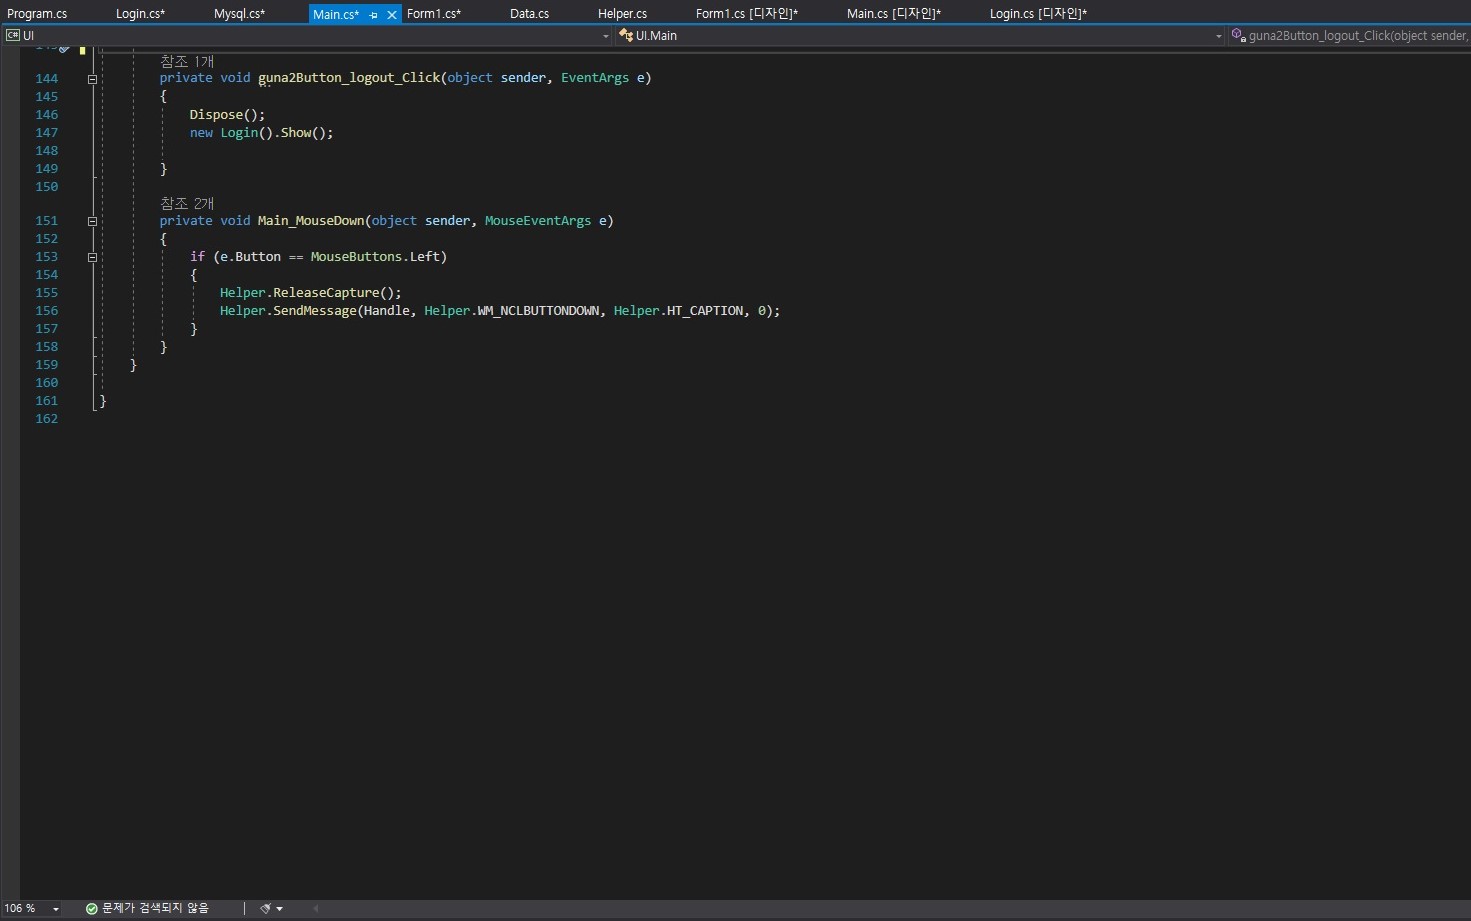 Program.cs Login.cs* Mysql.cs* Main.cs* Form1.cs* Data.cs Helper.cs Form1.cs [디자인]* Main.cs [디자인]* Login.cs [디자인]*
C# UI UI.Main guna2Button_logout_Click(object sender,
참조 1개
144 private void guna2Button_logout_Click(object sender, EventArgs e)
145 {
146 Dispose();
147 new Login().Show();
148
149 }
150
참조 2개
151 private void Main_MouseDown(object sender, MouseEventArgs e)
152 {
153 if (e.Button == MouseButtons.Left)
154 {
155 Helper.ReleaseCapture();
156 Helper.SendMessage(Handle, Helper.WM_NCLBUTTONDOWN, Helper.HT_CAPTION, 0);
157 }
158 }
159 }
160
161 }
162
106 % 문제가 검색되지 않음